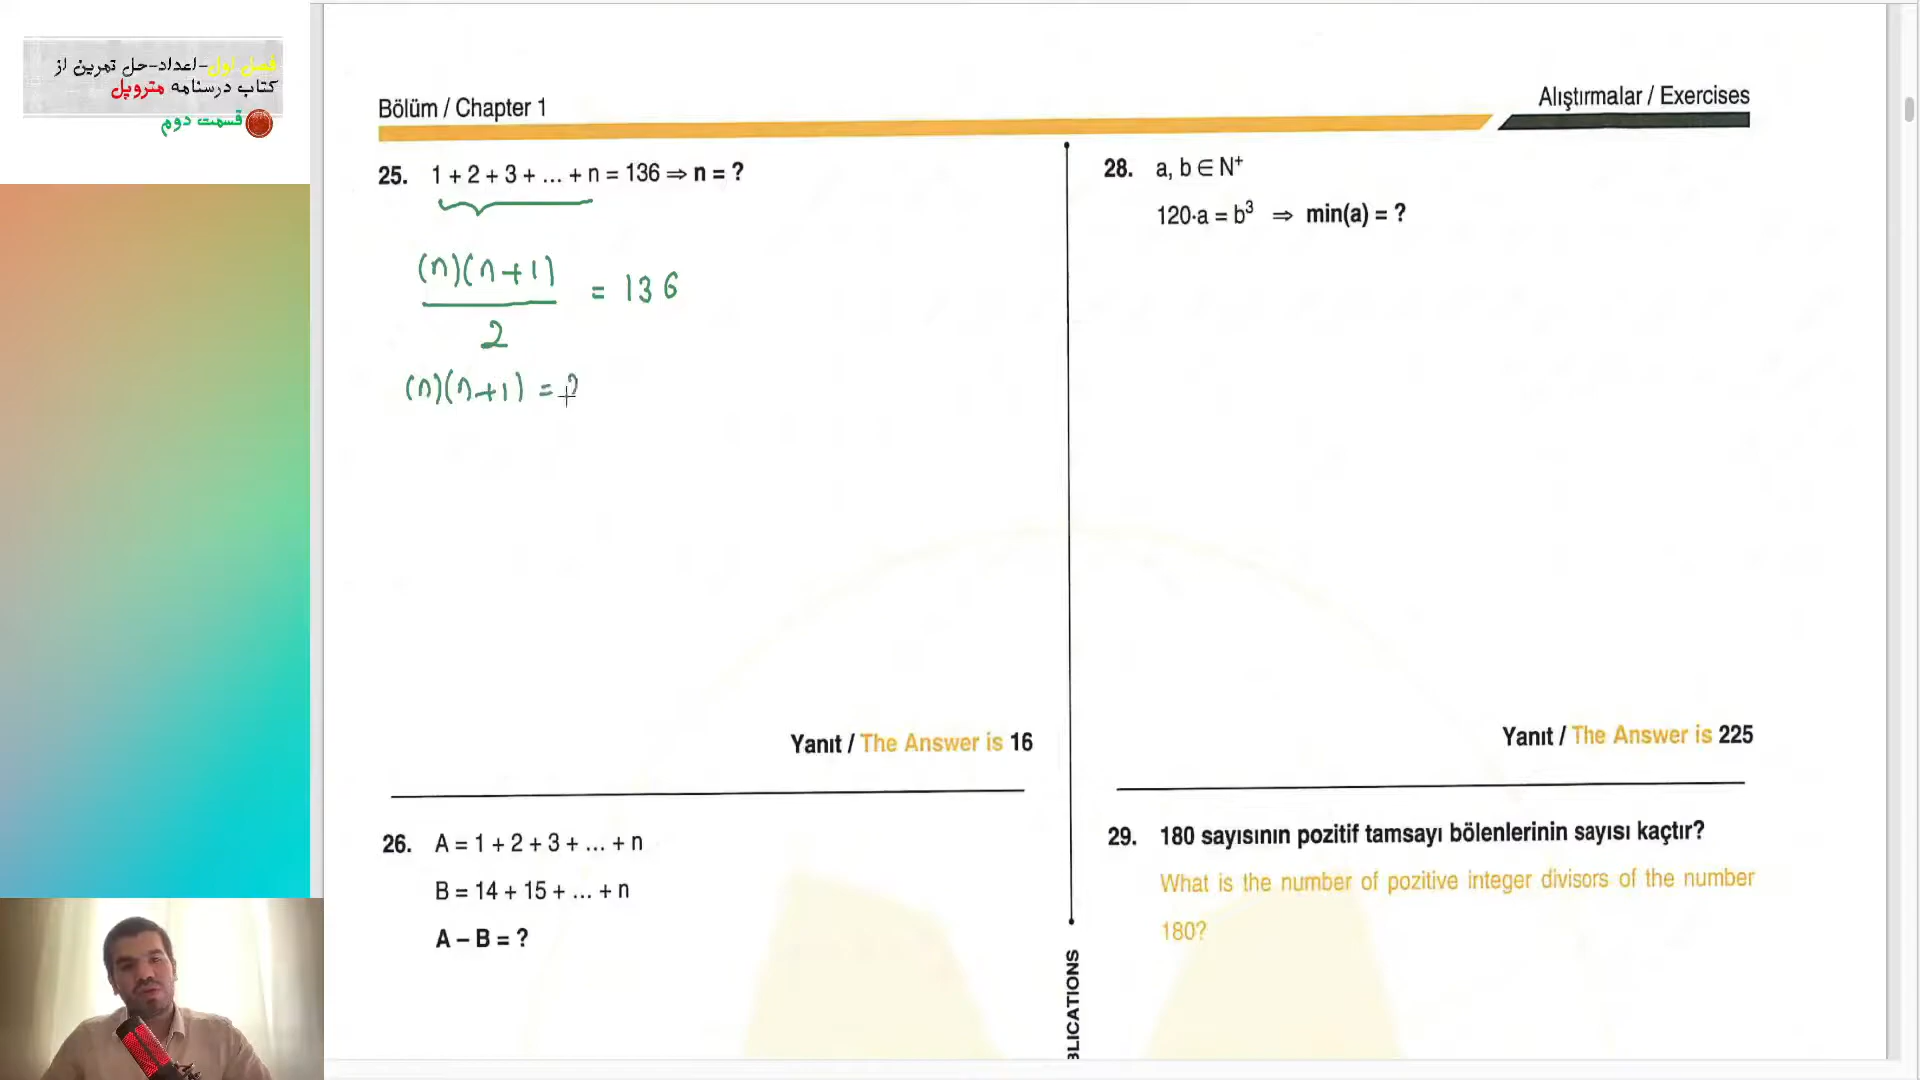 فصل اول-اعداد-حل تمرین از
کتاب درسنامه متروپل
قسمت دوم
Bölüm / Chapter 1
Alıştırmalar / Exercises
25. 1 + 2 + 3 + ... + n = 136 ⇒ n = ?
(n)(n+1)
2
= 136
(n)(n+1) = 2
Yanıt / The Answer is 16
26. A = 1 + 2 + 3 + ... + n
B = 14 + 15 + ... + n
A – B = ?
28. a, b ∈ N⁺
120·a = b³ ⇒ min(a) = ?
Yanıt / The Answer is 225
29. 180 sayısının pozitif tamsayı bölenlerinin sayısı kaçtır?
What is the number of pozitive integer divisors of the number
180?
BLICATIONS